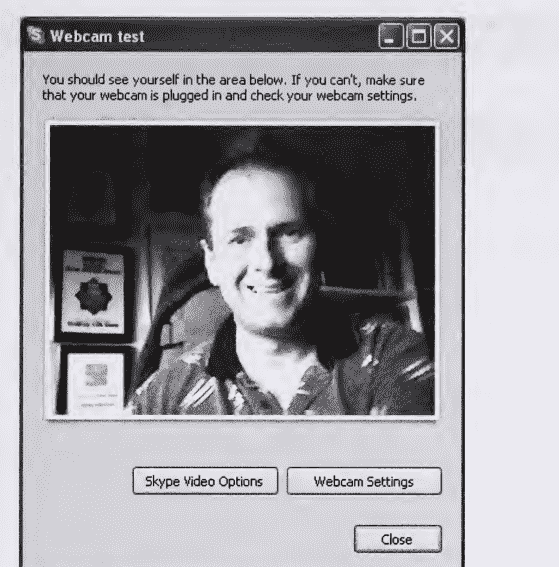 Webcam test
You should see yourself in the area below. If you can't, make sure
that your webcam is plugged in and check your webcam settings.
Skype Video Options
Webcam Settings
Close